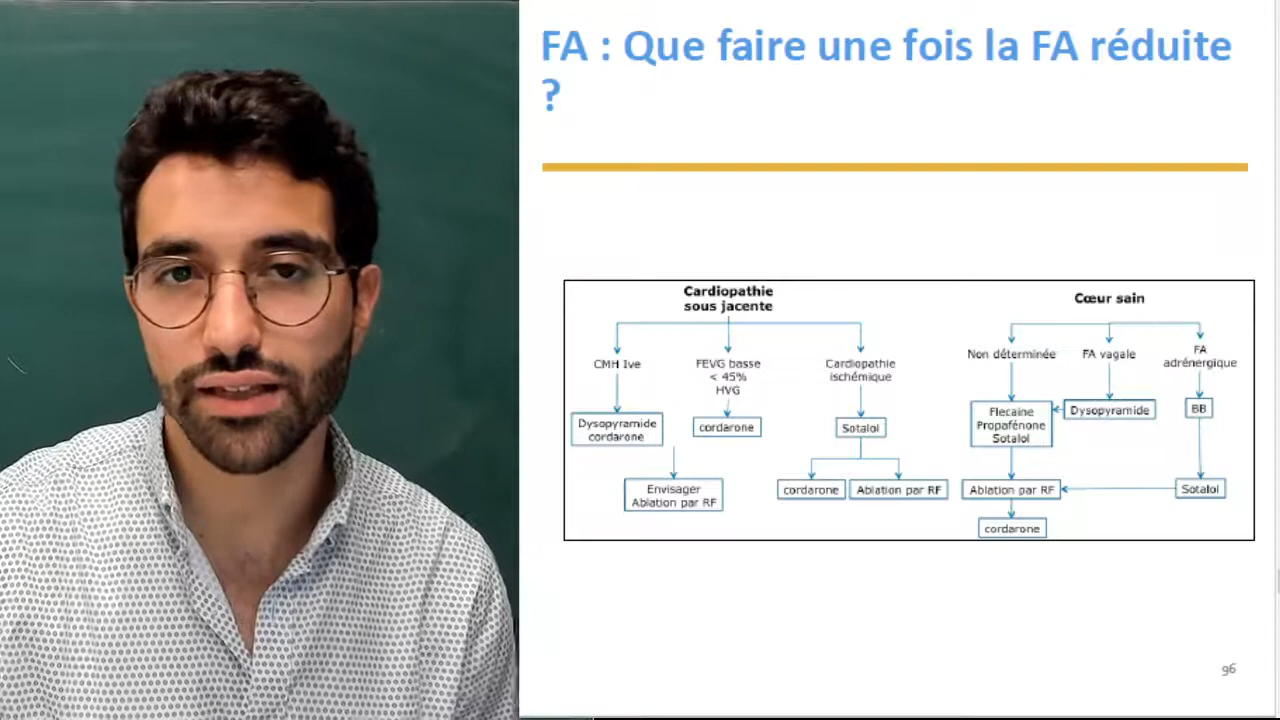 FA : Que faire une fois la FA réduite
?
Cardiopathie
sous jacente
CMH Ive
FEVG basse
< 45%
HVG
Cardiopathie
ischémique
Dysopyramide
cordarone
cordarone
Sotalol
Envisager
Ablation par RF
cordarone
Ablation par RF
Cœur sain
Non déterminée
FA vagale
FA
adrénergique
Flecaine
Propafénone
Sotalol
Dysopyramide
BB
Ablation par RF
Sotalol
cordarone
96